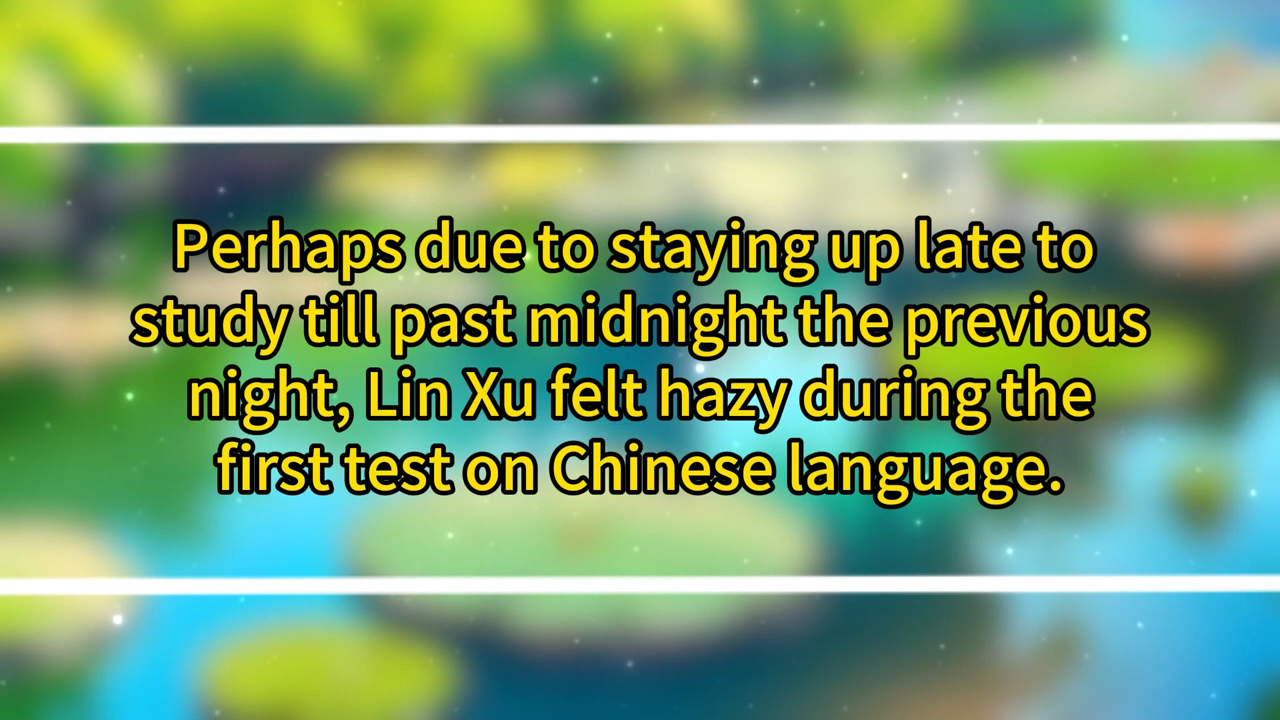 Perhaps due to staying up late to
study till past midnight the previous
night, Lin Xu felt hazy during the
first test on Chinese language.